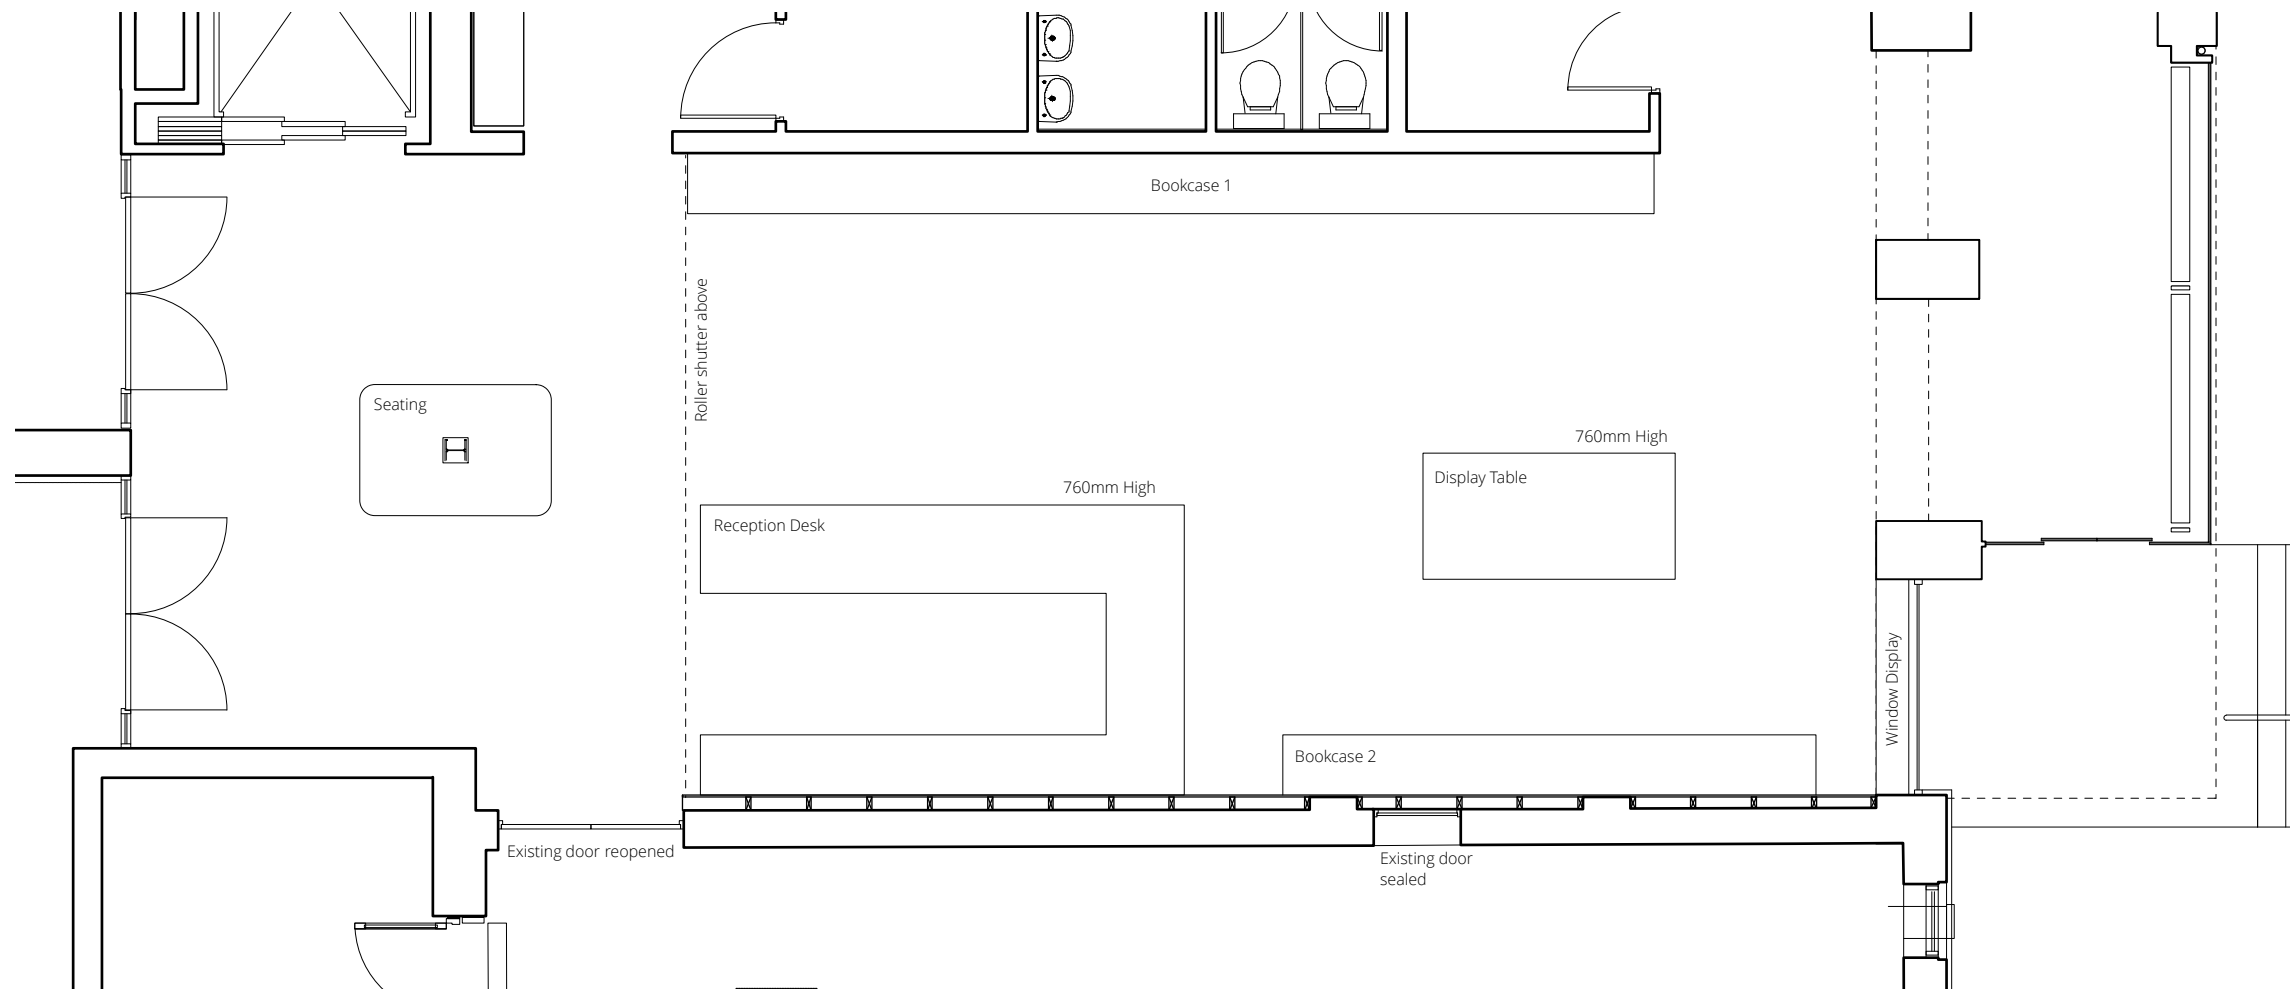 Bookcase 1
Roller shutter above
Seating
760mm High
Display Table
760mm High
Reception Desk
Window Display
Bookcase 2
Existing door reopened
Existing door
sealed